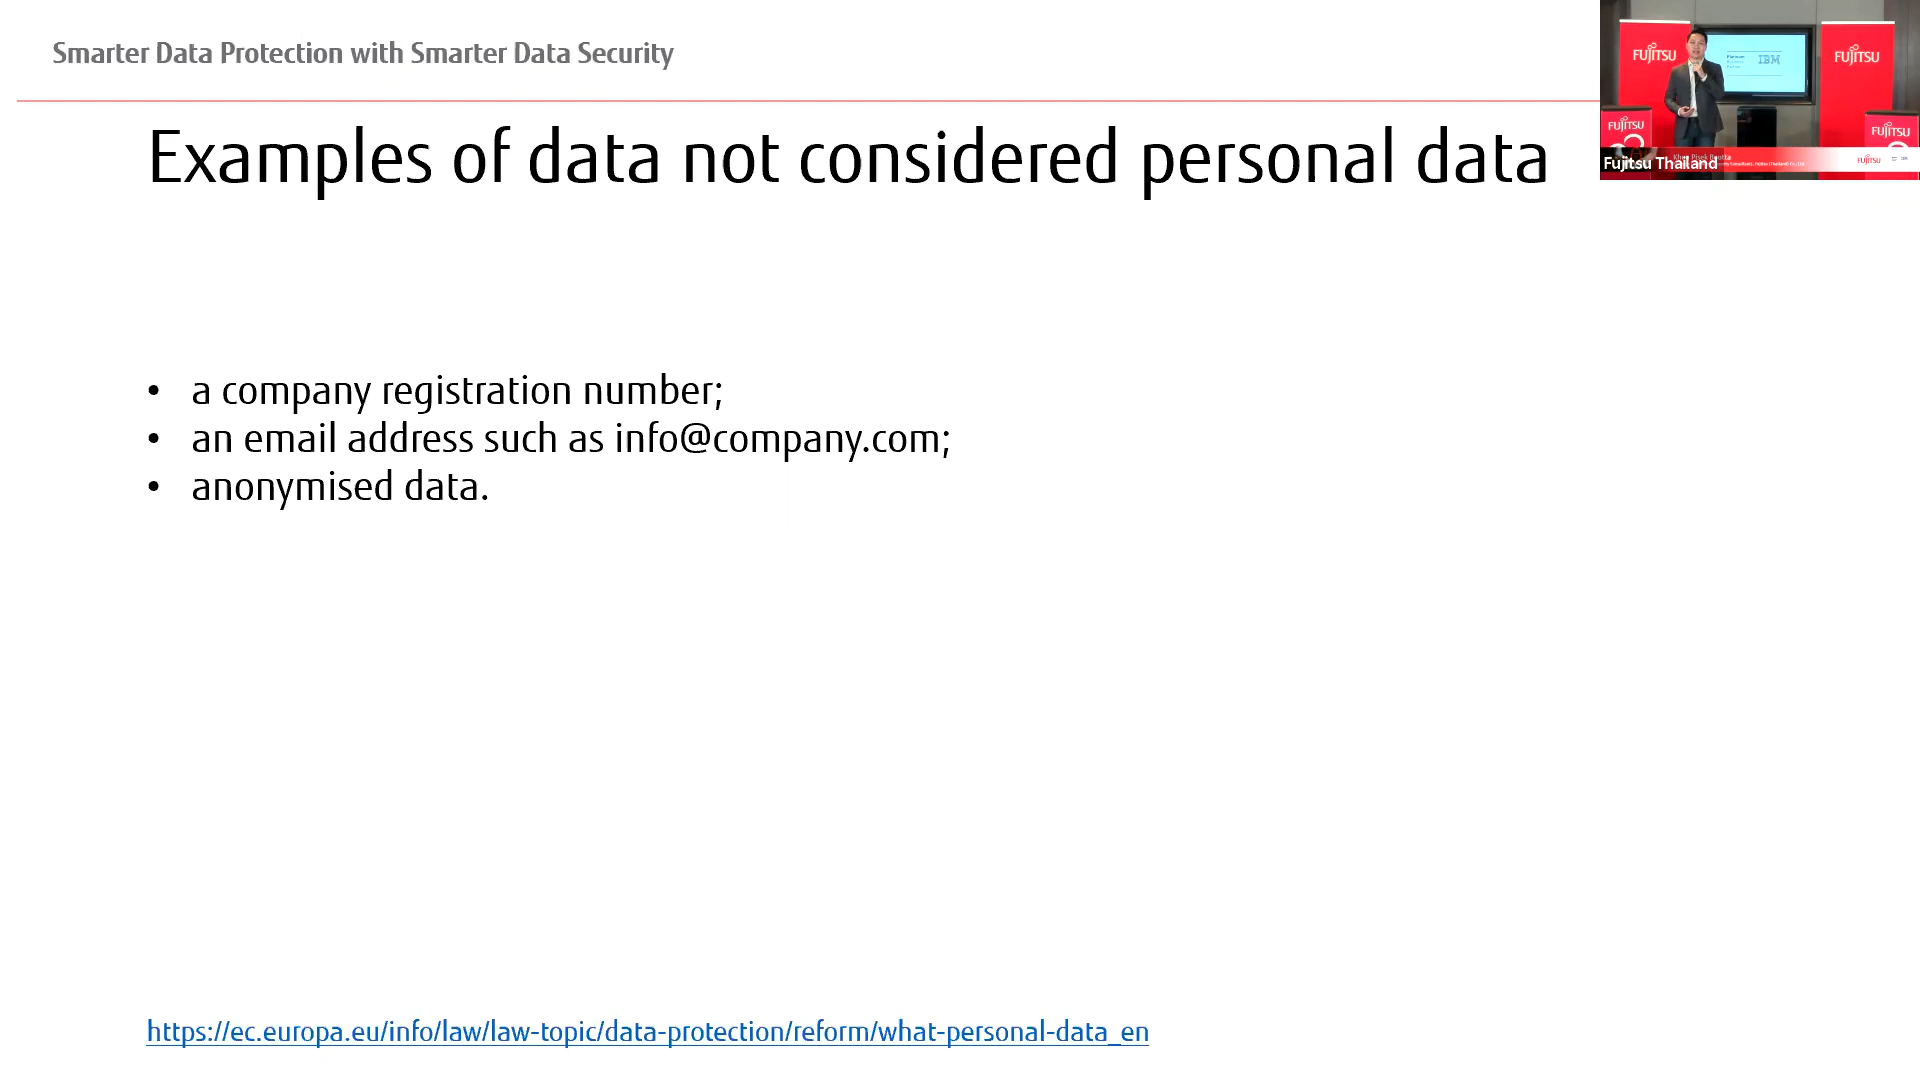 Smarter Data Protection with Smarter Data Security
Examples of data not considered personal data
• a company registration number;
• an email address such as info@company.com;
• anonymised data.
https://ec.europa.eu/info/law/law-topic/data-protection/reform/what-personal-data_en
FUJITSU
IBM
FUJITSU
FUJITSU
FUJITSU
Fujitsu Thailand
FUJITSU